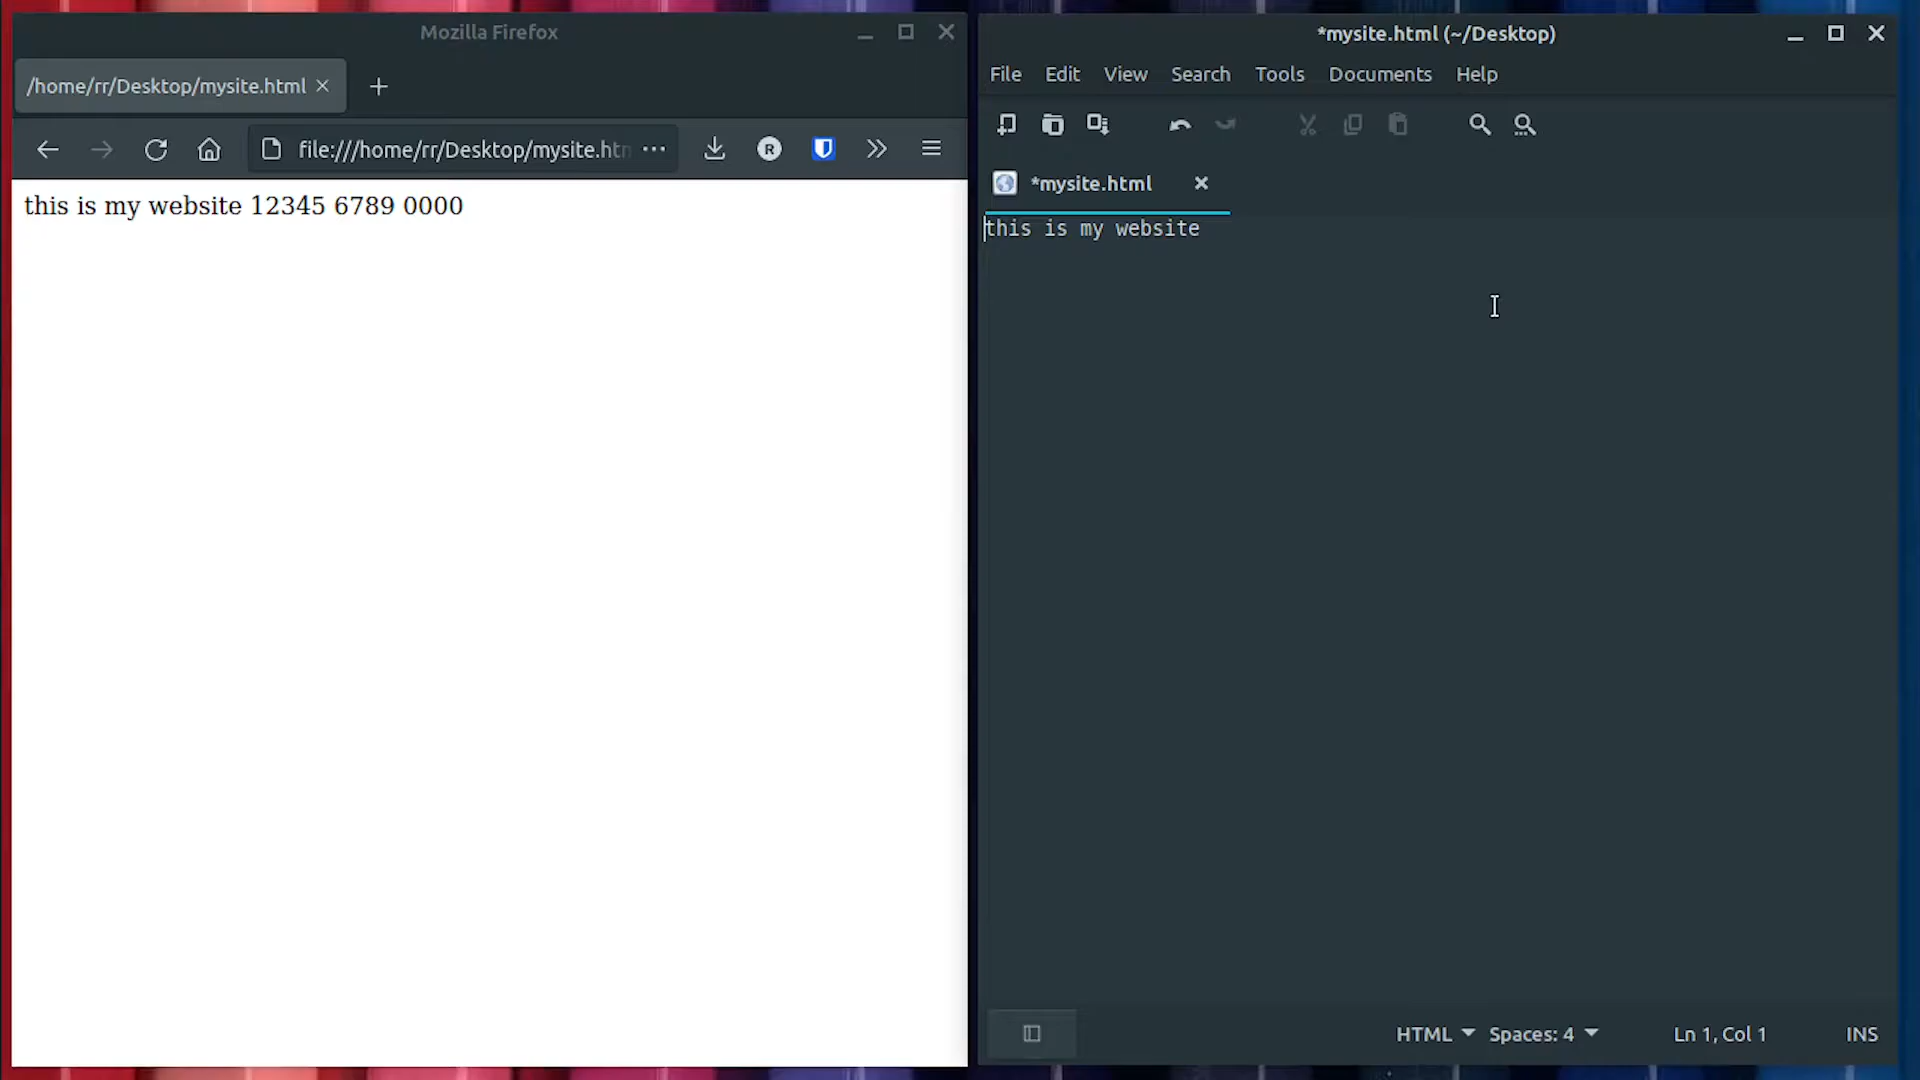 Mozilla Firefox
/home/rr/Desktop/mysite.html
file:///home/rr/Desktop/mysite.htm
R
this is my website 12345 6789 0000
*mysite.html (~/Desktop)
File Edit View Search Tools Documents Help
*mysite.html
this is my website
HTML Spaces: 4 Ln 1, Col 1 INS